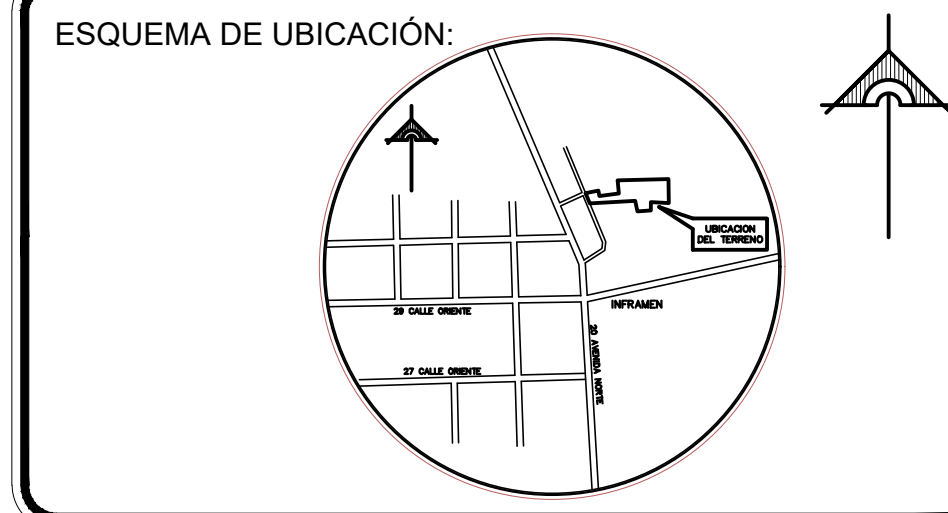 ESQUEMA DE UBICACIÓN:
UBICACION
DEL TERRENO
INFRAMEN
29 CALLE ORIENTE
20 AVENIDA NORTE
27 CALLE ORIENTE